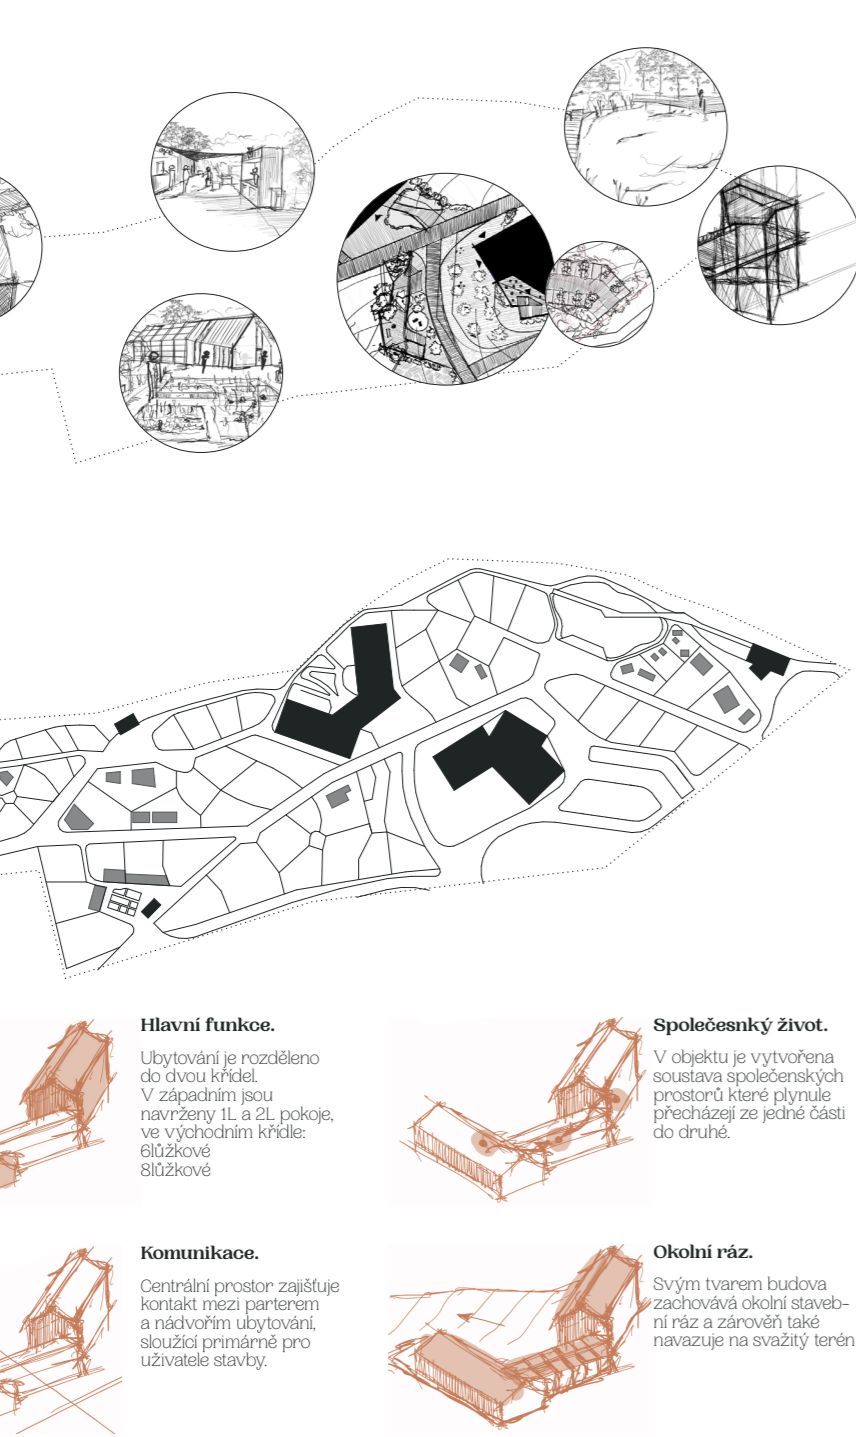 Hlavní funkce.
Ubytování je rozděleno
do dvou křídel.
V západním jsou
navrženy 1L a 2L pokoje,
ve východním křídle:
6lůžkové
8lůžkové
Společesnký život.
V objektu je vytvořena
soustava společenských
prostorů které plynule
přecházejí ze jedné části
do druhé.
Komunikace.
Centrální prostor zajišťuje
kontakt mezi parterem
a nádvořím ubytování,
sloužící primárně pro
uživatele stavby.
Okolní ráz.
Svým tvarem budova
zachovává okolní staveb-
ní ráz a zárověň také
navazuje na svažitý terén